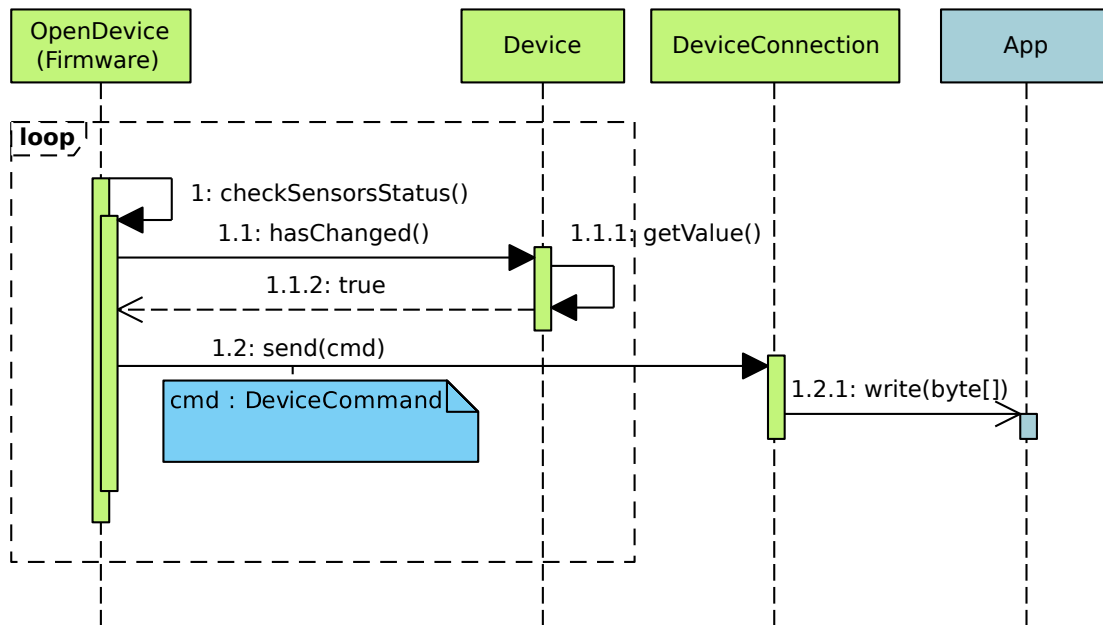 OpenDevice
(Firmware)
Device
DeviceConnection
App
loop
1: checkSensorsStatus()
1.1: hasChanged()
1.1.1: getValue()
1.1.2: true
1.2: send(cmd)
cmd : DeviceCommand
1.2.1: write(byte[])